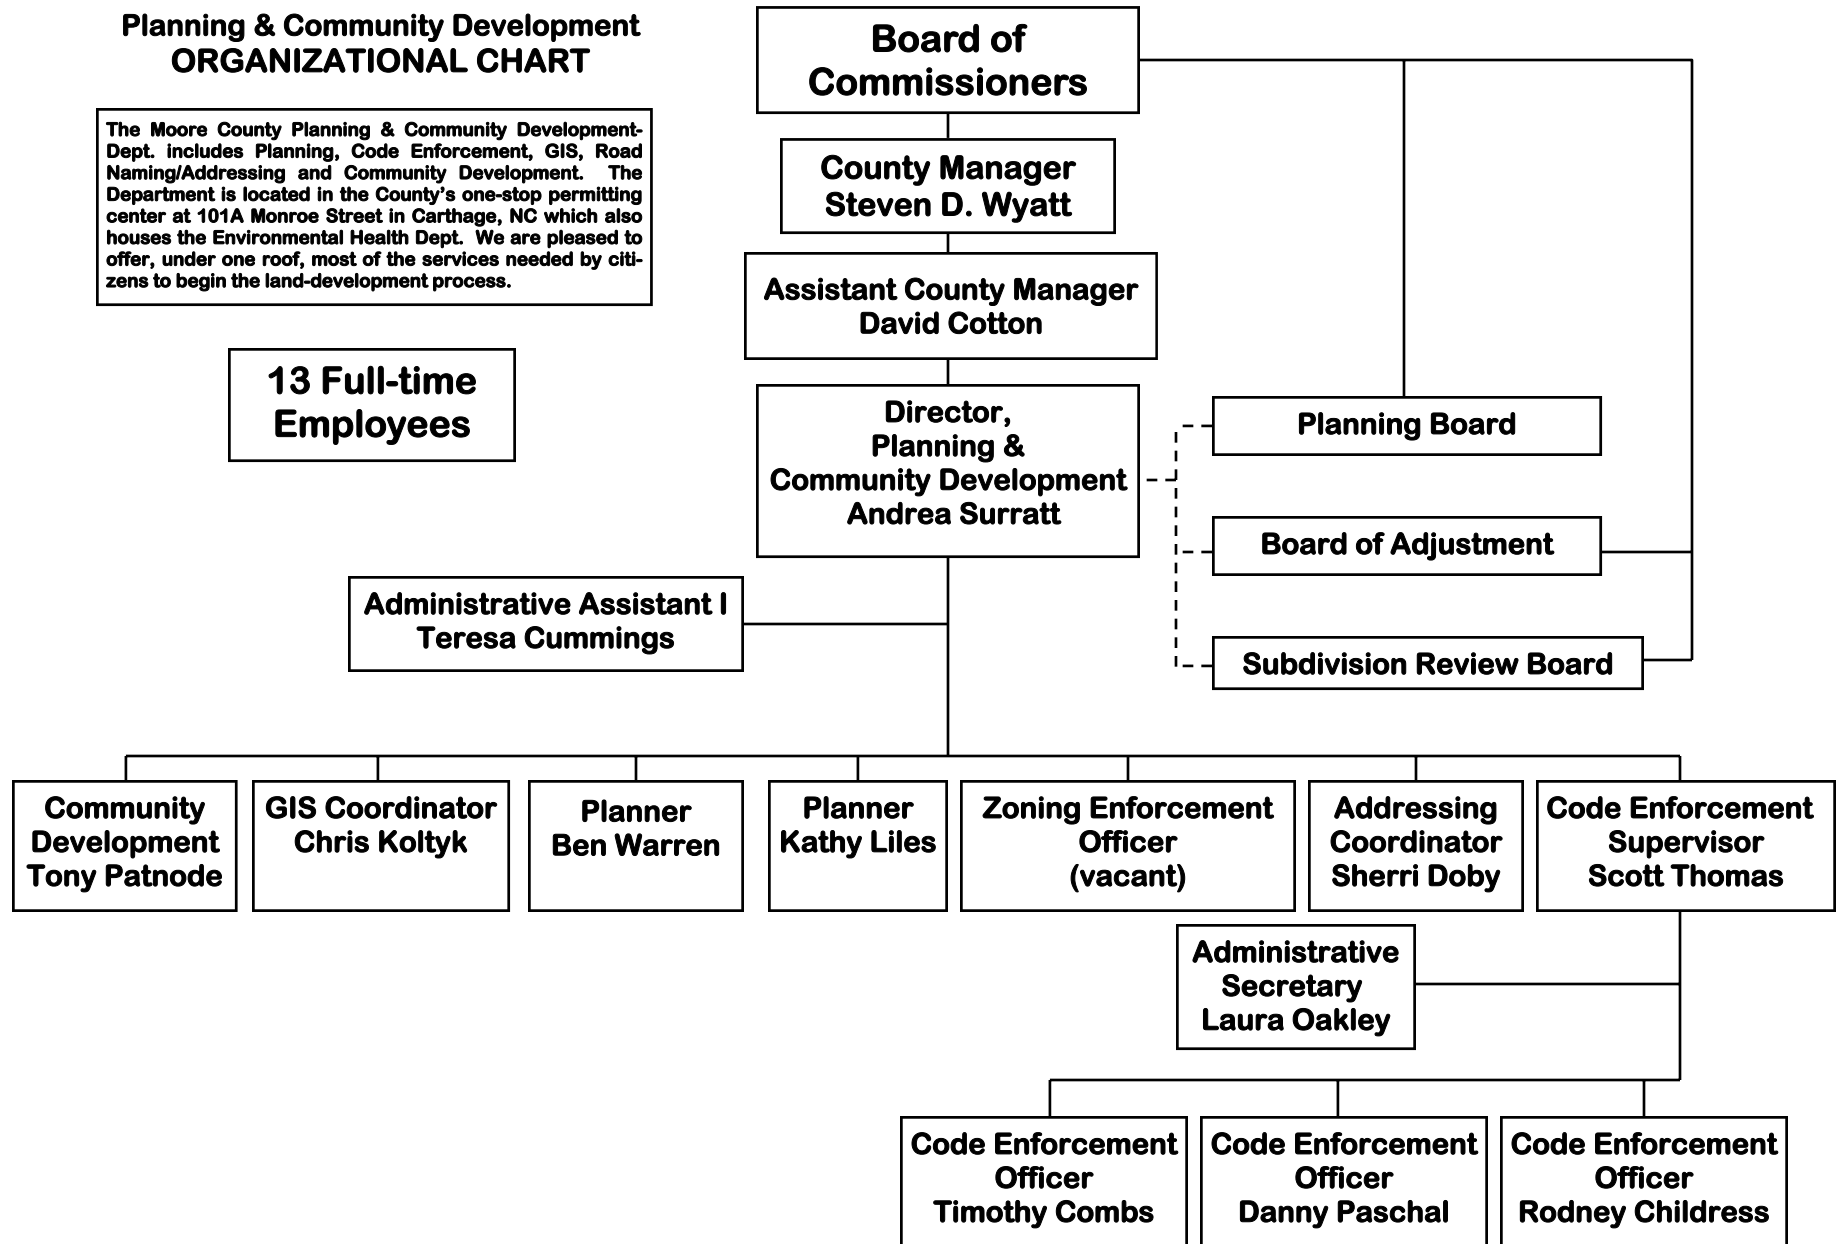 Planning & Community Development
ORGANIZATIONAL CHART
The Moore County Planning & Community Development-
Dept. includes Planning, Code Enforcement, GIS, Road
Naming/Addressing and Community Development. The
Department is located in the County's one-stop permitting
center at 101A Monroe Street in Carthage, NC which also
houses the Environmental Health Dept. We are pleased to
offer, under one roof, most of the services needed by citi-
zens to begin the land-development process.
13 Full-time
Employees
Board of
Commissioners
County Manager
Steven D. Wyatt
Assistant County Manager
David Cotton
Director,
Planning &
Community Development
Andrea Surratt
Planning Board
Board of Adjustment
Subdivision Review Board
Administrative Assistant I
Teresa Cummings
Community
Development
Tony Patnode
GIS Coordinator
Chris Koltyk
Planner
Ben Warren
Planner
Kathy Liles
Zoning Enforcement
Officer
(vacant)
Addressing
Coordinator
Sherri Doby
Code Enforcement
Supervisor
Scott Thomas
Administrative
Secretary
Laura Oakley
Code Enforcement
Officer
Timothy Combs
Code Enforcement
Officer
Danny Paschal
Code Enforcement
Officer
Rodney Childress